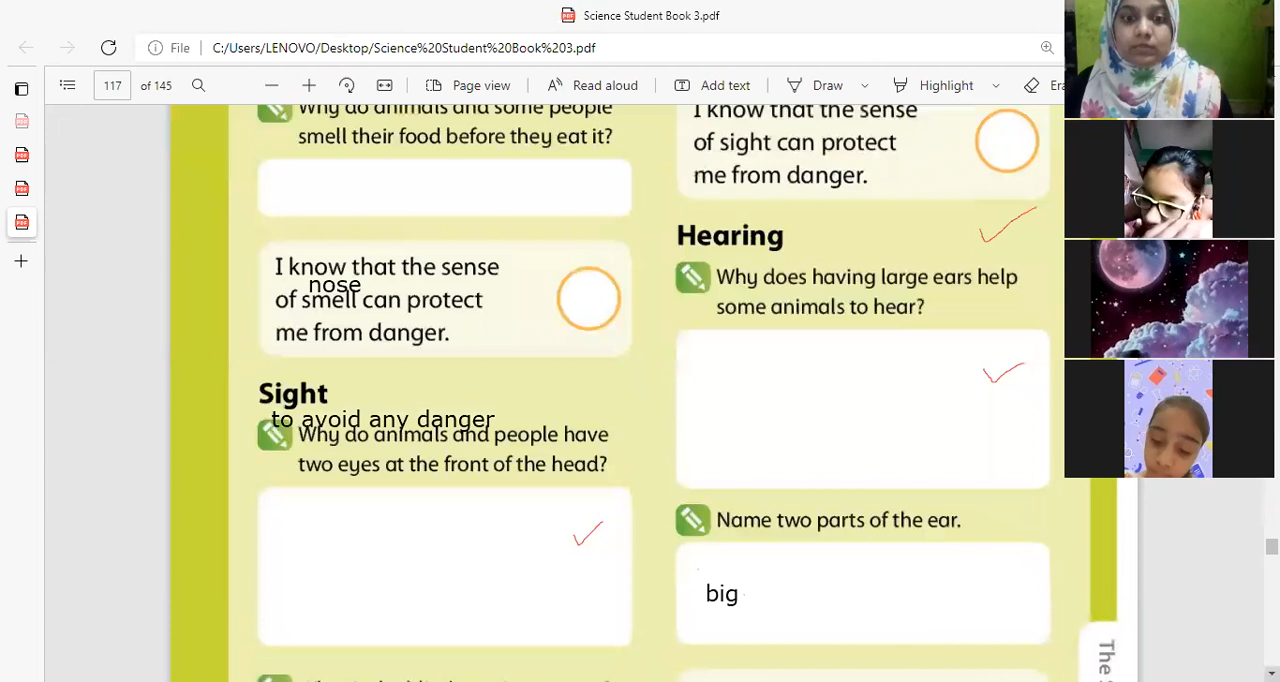 Science Student Book 3.pdf
File
C:/Users/LENOVO/Desktop/Science%20Student%20Book%203.pdf
117 of 145
Page view
Read aloud
Add text
Draw
Highlight
Why do animals and some people
smell their food before they eat it?
I know that the sense
nose
of smell can protect
me from danger.
Sight
to avoid any danger
Why do animals and people have
two eyes at the front of the head?
I know that the sense
of sight can protect
me from danger.
Hearing
Why does having large ears help
some animals to hear?
Name two parts of the ear.
big
The